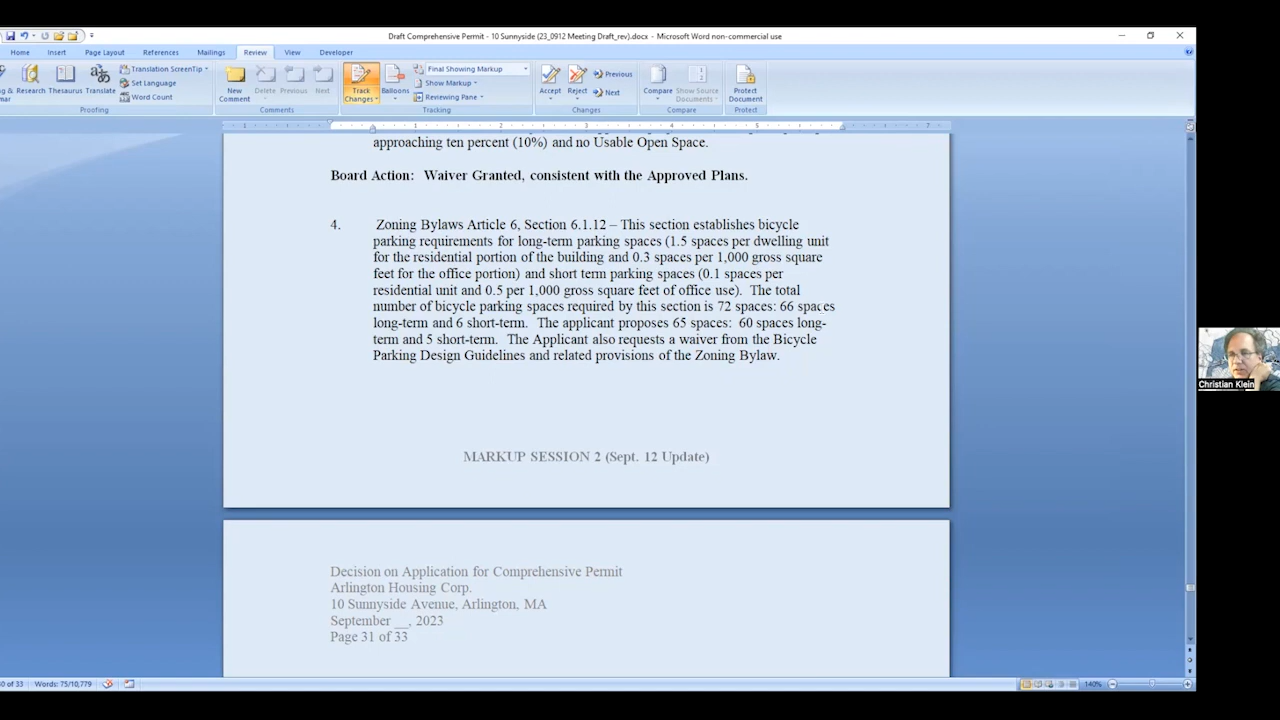 Draft Comprehensive Permit - 10 Sunnyside (23_0912 Meeting Draft_rev).docx - Microsoft Word non-commercial use
Home Insert Page Layout References Mailings Review View Developer
Research Thesaurus Translate
Translation ScreenTip
Set Language
Word Count
Proofing
New Comment Delete Previous Next
Comments
Track Changes Balloons
Final Showing Markup
Show Markup
Reviewing Pane
Tracking
Accept Reject
Previous
Next
Changes
Compare Show Source Documents
Compare
Protect Document
Protect
approaching ten percent (10%) and no Usable Open Space.
Board Action: Waiver Granted, consistent with the Approved Plans.
4. Zoning Bylaws Article 6, Section 6.1.12 – This section establishes bicycle
parking requirements for long-term parking spaces (1.5 spaces per dwelling unit
for the residential portion of the building and 0.3 spaces per 1,000 gross square
feet for the office portion) and short term parking spaces (0.1 spaces per
residential unit and 0.5 per 1,000 gross square feet of office use). The total
number of bicycle parking spaces required by this section is 72 spaces: 66 spaces
long-term and 6 short-term. The applicant proposes 65 spaces: 60 spaces long-
term and 5 short-term. The Applicant also requests a waiver from the Bicycle
Parking Design Guidelines and related provisions of the Zoning Bylaw.
MARKUP SESSION 2 (Sept. 12 Update)
Decision on Application for Comprehensive Permit
Arlington Housing Corp.
10 Sunnyside Avenue, Arlington, MA
September __, 2023
Page 31 of 33
Christian Klein
0 of 33 Words: 75/10,779 140%